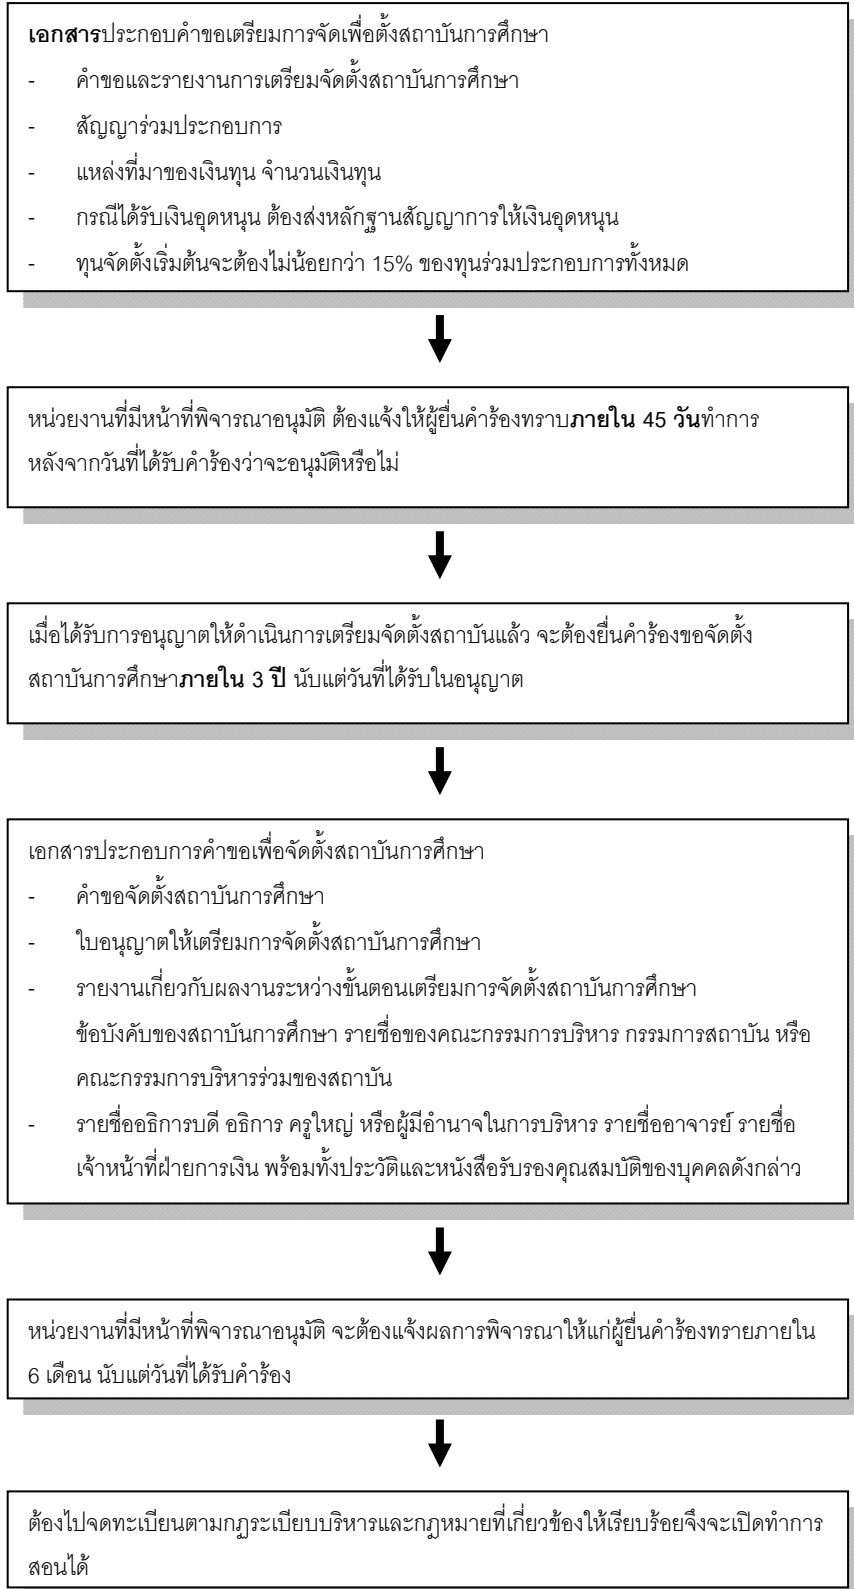 เอกสารประกอบคำขอเตรียมการจัดเพื่อตั้งสถาบันการศึกษา
- คำขอและรายงานการเตรียมจัดตั้งสถาบันการศึกษา
- สัญญาร่วมประกอบการ
- แหล่งที่มาของเงินทุน จำนวนเงินทุน
- กรณีได้รับเงินอุดหนุน ต้องส่งหลักฐานสัญญาการให้เงินอุดหนุน
- ทุนจัดตั้งเริ่มต้นจะต้องไม่น้อยกว่า 15% ของทุนร่วมประกอบการทั้งหมด
หน่วยงานที่มีหน้าที่พิจารณาอนุมัติ ต้องแจ้งให้ผู้ยื่นคำร้องทราบภายใน 45 วันทำการ
หลังจากวันที่ได้รับคำร้องว่าจะอนุมัติหรือไม่
เมื่อได้รับการอนุญาตให้ดำเนินการเตรียมจัดตั้งสถาบันแล้ว จะต้องยื่นคำร้องขอจัดตั้ง
สถาบันการศึกษาภายใน 3 ปี นับแต่วันที่ได้รับในอนุญาต
เอกสารประกอบการคำขอเพื่อจัดตั้งสถาบันการศึกษา
- คำขอจัดตั้งสถาบันการศึกษา
- ใบอนุญาตให้เตรียมการจัดตั้งสถาบันการศึกษา
- รายงานเกี่ยวกับผลงานระหว่างขั้นตอนเตรียมการจัดตั้งสถาบันการศึกษา
ข้อบังคับของสถาบันการศึกษา รายชื่อของคณะกรรมการบริหาร กรรมการสถาบัน หรือ
คณะกรรมการบริหารร่วมของสถาบัน
- รายชื่ออธิการบดี อธิการ ครูใหญ่ หรือผู้มีอำนาจในการบริหาร รายชื่ออาจารย์ รายชื่อ
เจ้าหน้าที่ฝ่ายการเงิน พร้อมทั้งประวัติและหนังสือรับรองคุณสมบัติของบุคคลดังกล่าว
หน่วยงานที่มีหน้าที่พิจารณาอนุมัติ จะต้องแจ้งผลการพิจารณาให้แก่ผู้ยื่นคำร้องทรายภายใน
6 เดือน นับแต่วันที่ได้รับคำร้อง
ต้องไปจดทะเบียนตามกฏระเบียบบริหารและกฎหมายที่เกี่ยวข้องให้เรียบร้อยจึงจะเปิดทำการ
สอนได้